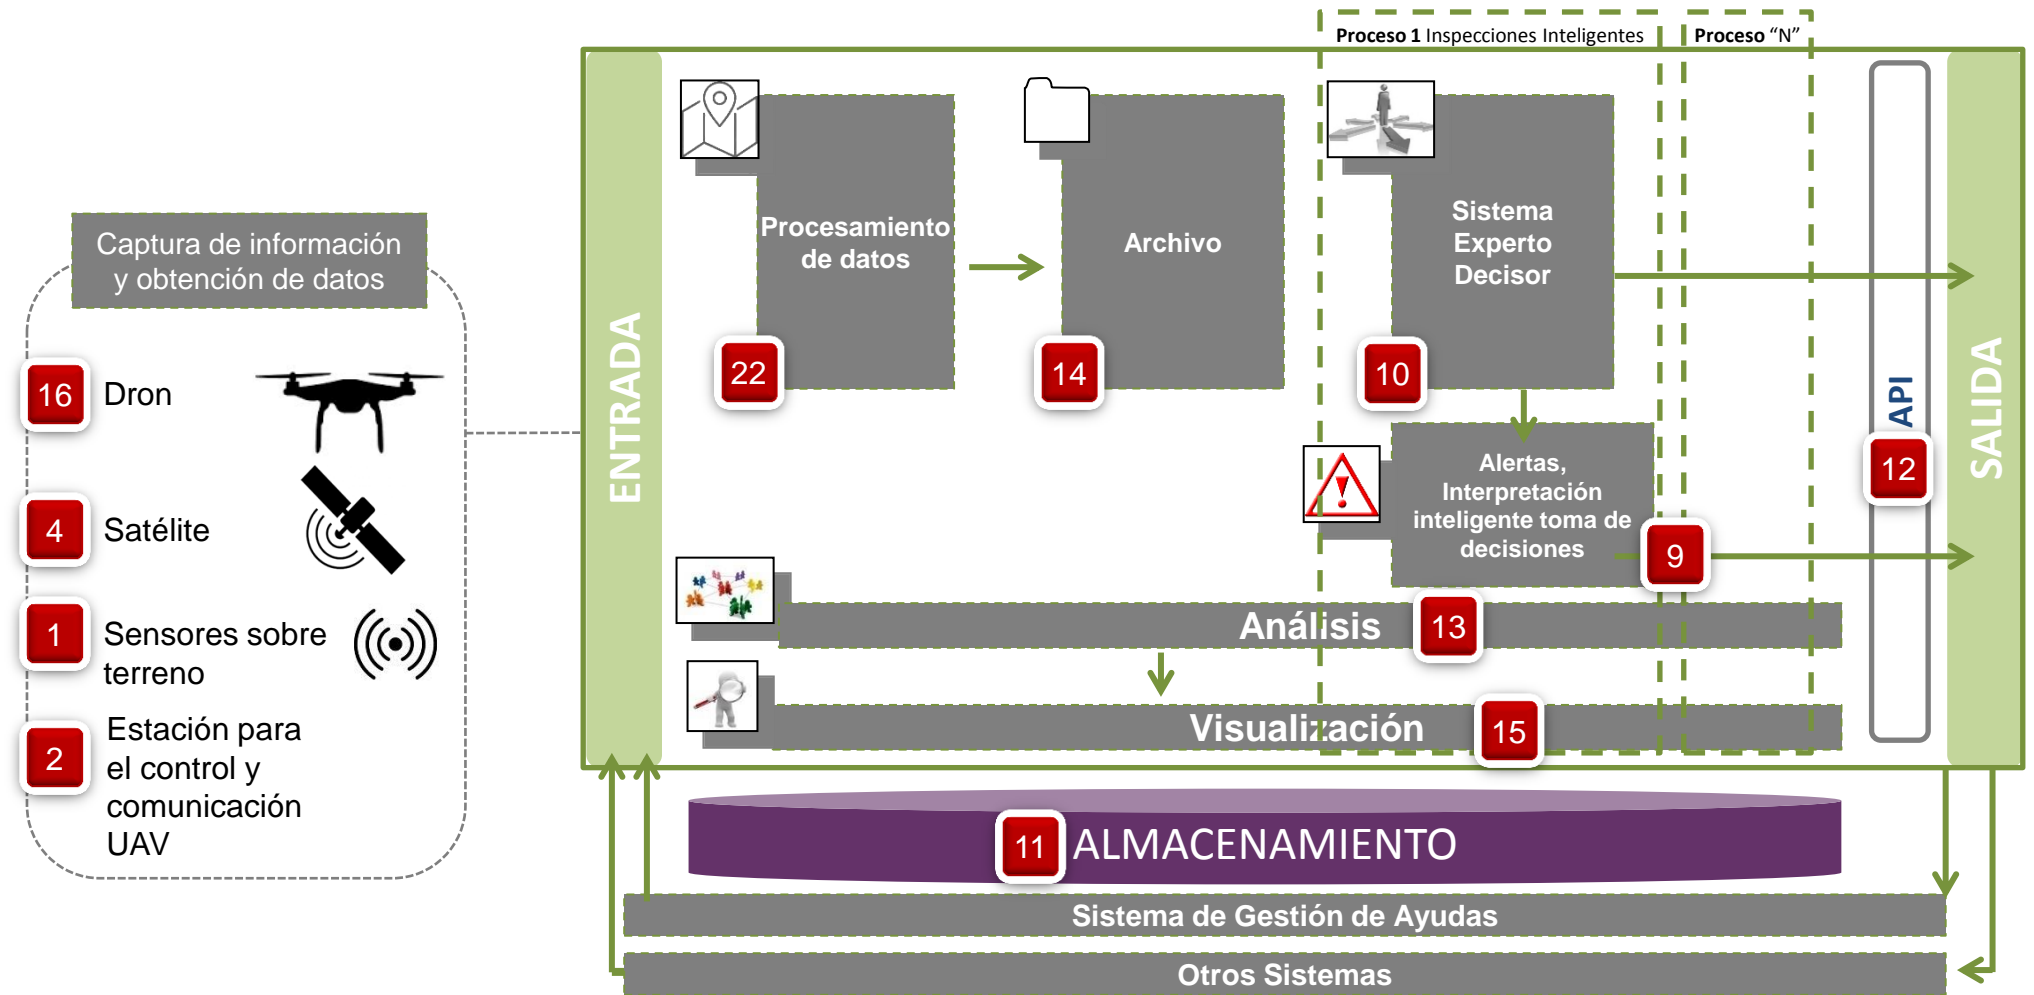 Proceso 1 Inspecciones Inteligentes
Proceso “N”
Captura de información
y obtención de datos
16
Dron
4
Satélite
1
Sensores sobre
terreno
2
Estación para
el control y
comunicación
UAV
ENTRADA
Procesamiento
de datos
22
Archivo
14
Sistema
Experto
Decisor
10
Alertas,
Interpretación
inteligente toma de
decisiones
9
API
12
SALIDA
Análisis
13
Visualización
15
11
ALMACENAMIENTO
Sistema de Gestión de Ayudas
Otros Sistemas